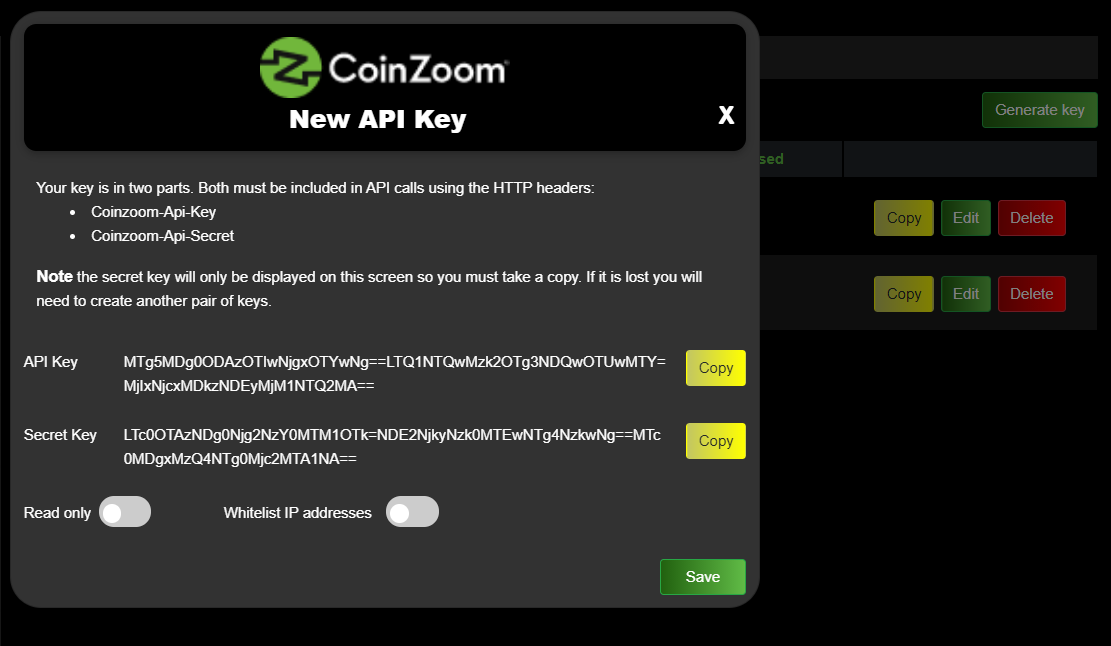 CoinZoom
New API Key
X
Your key is in two parts. Both must be included in API calls using the HTTP headers:
• Coinzoom-Api-Key
• Coinzoom-Api-Secret
Note the secret key will only be displayed on this screen so you must take a copy. If it is lost you will
need to create another pair of keys.
API Key
MTg5MDg0ODAzOTIwNjgxOTYwNg==LTQ1NTQwMzk2OTg3NDQwOTUwMTY=
MjIxNjcxMDkzNDEyMjM1NTQ2MA==
Copy
Secret Key
LTc0OTAzNDg0Njg2NzY0MTM1OTk=NDE2NjkyNzk0MTEwNTg4NzkwNg==MTc
0MDgxMzQ4NTg0Mjc2MTA1NA==
Copy
Read only
Whitelist IP addresses
Save
Generate key
sed
Copy Edit Delete
Copy Edit Delete